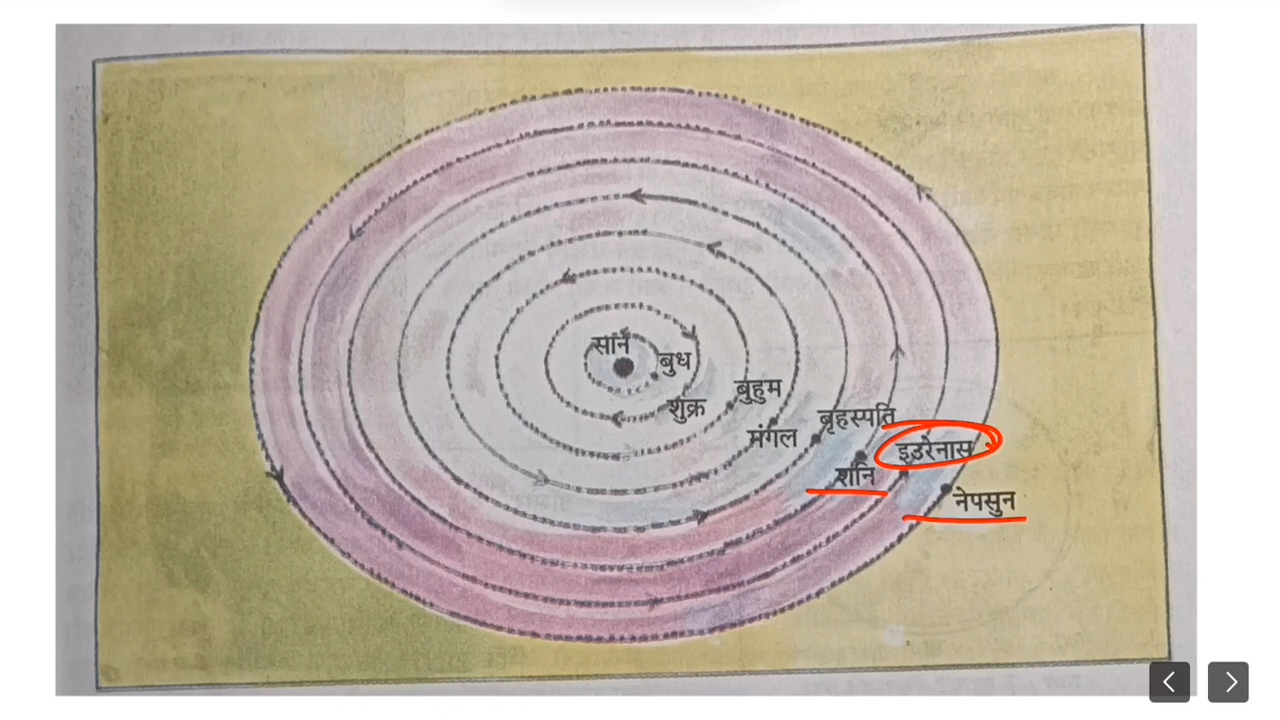 सान
बुध
शुक्र
बुहुम
मंगल
बृहस्पति
शनि
इउरेनास
नेपसुन